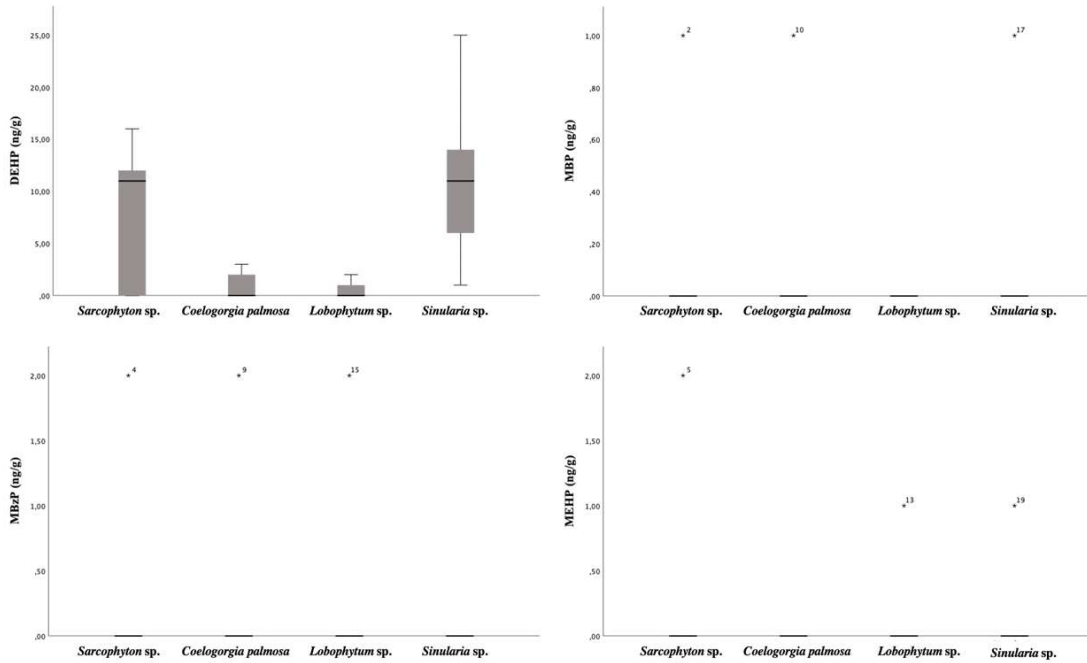 DEHP (ng/g)
25,00
20,00
15,00
10,00
5,00
,00
Sarcophyton sp. Coelogorgia palmosa Lobophytum sp. Sinularia sp.
MBP (ng/g)
1,00
,80
,60
,40
,20
,00
*2 *10 *17
Sarcophyton sp. Coelogorgia palmosa Lobophytum sp. Sinularia sp.
MBzP (ng/g)
2,00
1,50
1,00
,50
,00
*4 *9 *15
Sarcophyton sp. Coelogorgia palmosa Lobophytum sp. Sinularia sp.
MEHP (ng/g)
2,00
1,50
1,00
,50
,00
*5 *13 *19
Sarcophyton sp. Coelogorgia palmosa Lobophytum sp. Sinularia sp.